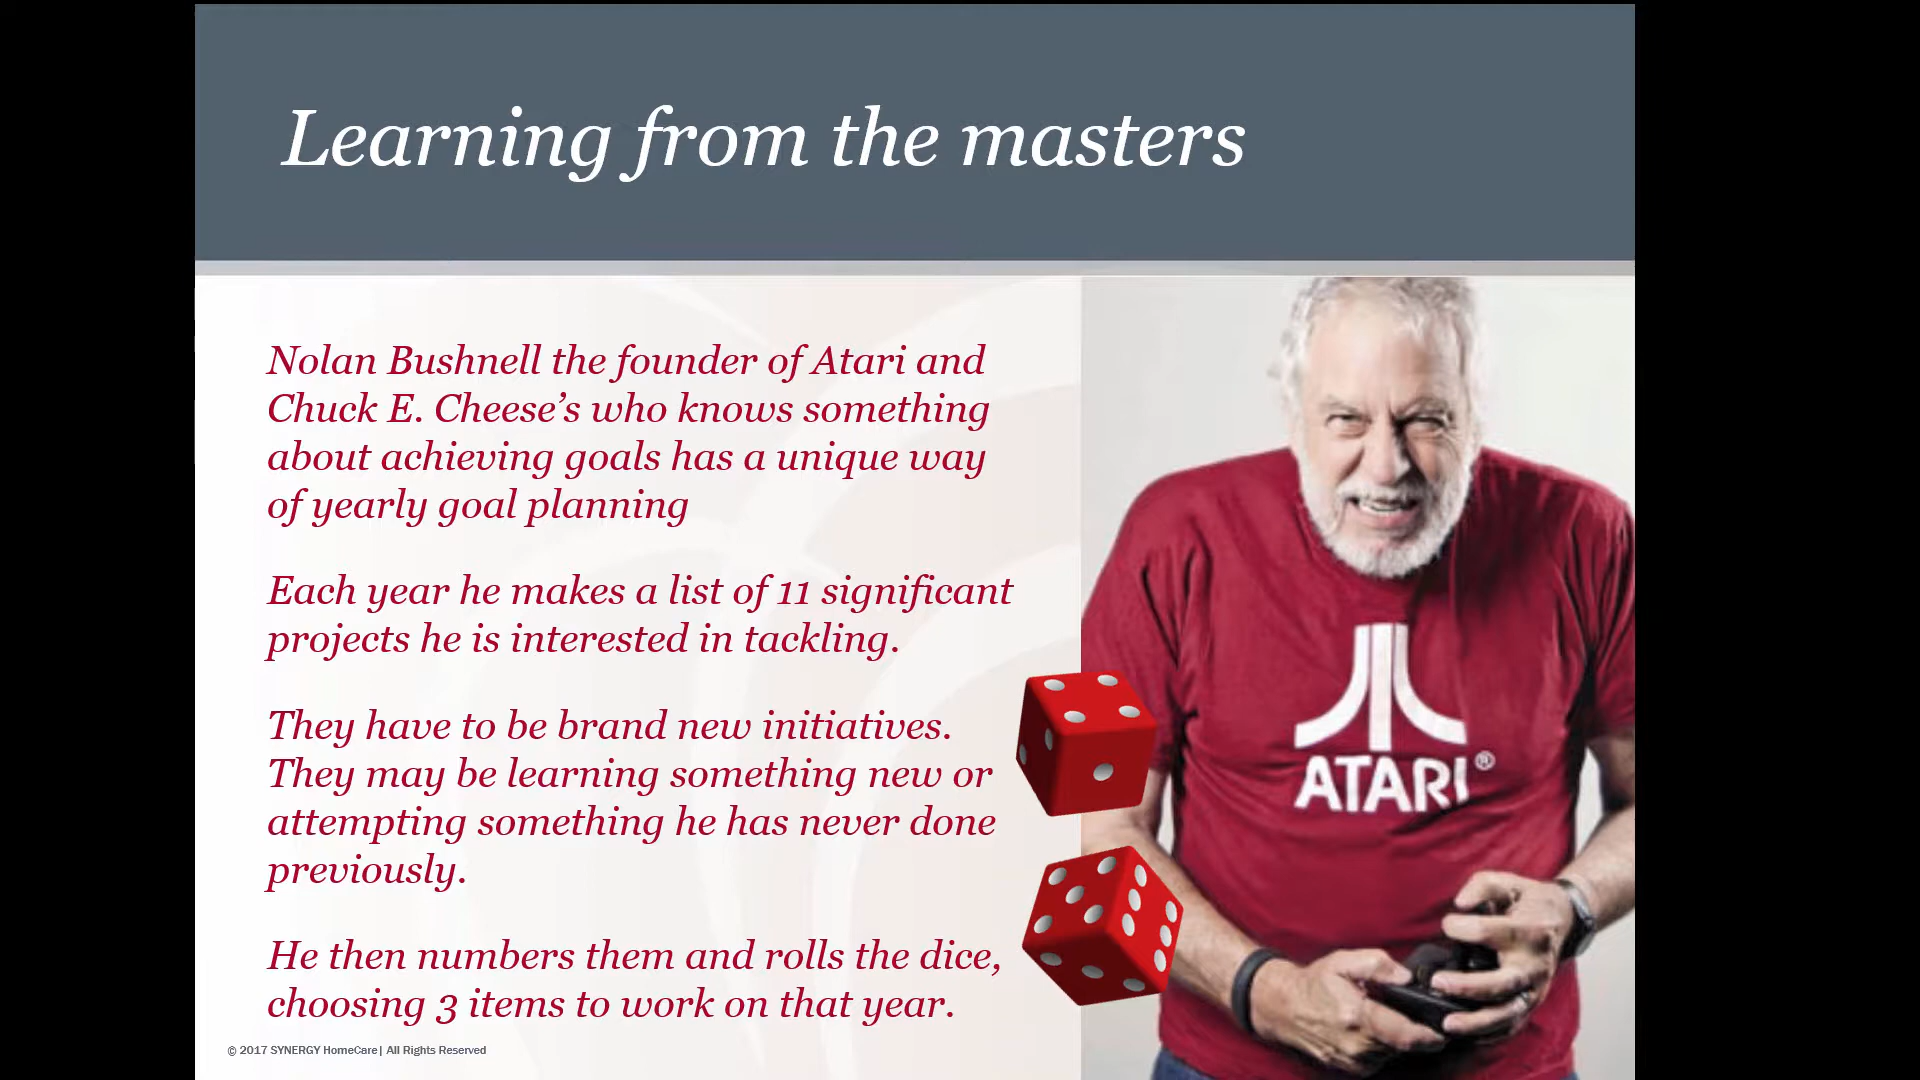 Learning from the masters
Nolan Bushnell the founder of Atari and
Chuck E. Cheese’s who knows something
about achieving goals has a unique way
of yearly goal planning
Each year he makes a list of 11 significant
projects he is interested in tackling.
They have to be brand new initiatives.
They may be learning something new or
attempting something he has never done
previously.
He then numbers them and rolls the dice,
choosing 3 items to work on that year.
ATARI®
© 2017 SYNERGY HomeCare| All Rights Reserved